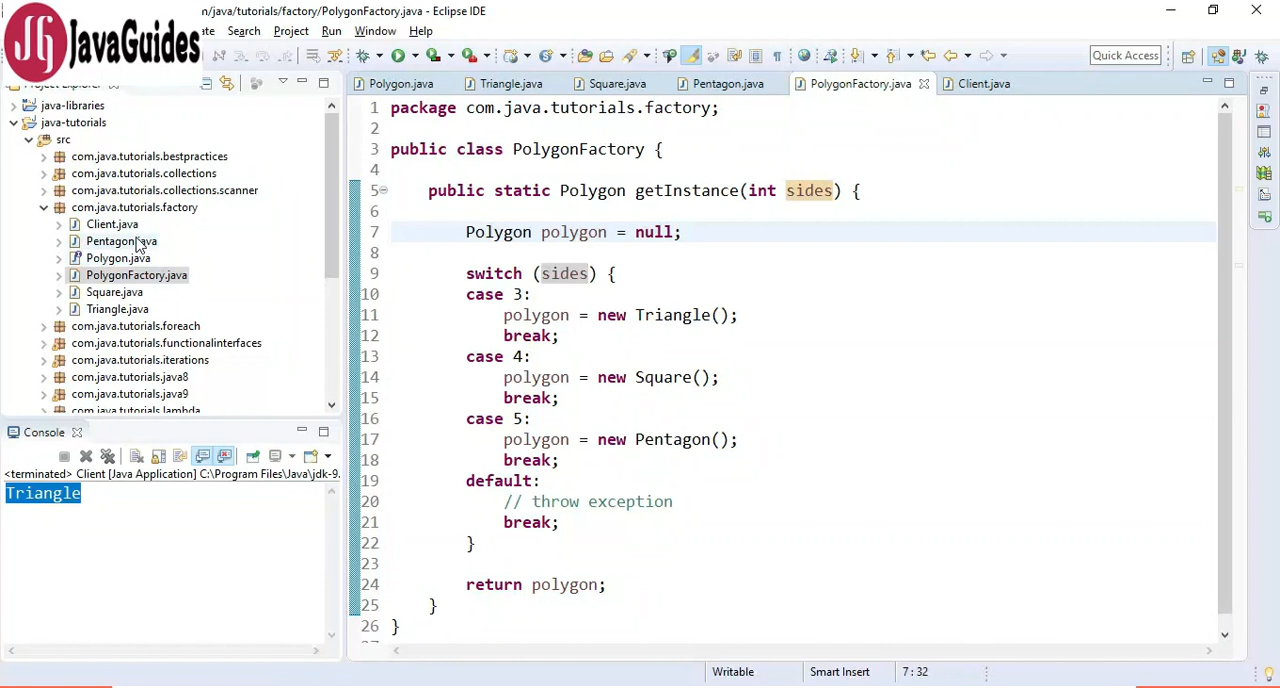 JG JavaGuides
n/java/tutorials/factory/PolygonFactory.java - Eclipse IDE
ate Search Project Run Window Help
Quick Access
Project Explorer
java-libraries
java-tutorials
src
com.java.tutorials.bestpractices
com.java.tutorials.collections
com.java.tutorials.collections.scanner
com.java.tutorials.factory
Client.java
Pentagon.java
Polygon.java
PolygonFactory.java
Square.java
Triangle.java
com.java.tutorials.foreach
com.java.tutorials.functionalinterfaces
com.java.tutorials.iterations
com.java.tutorials.java8
com.java.tutorials.java9
com.java.tutorials.lambda
Console
<terminated> Client [Java Application] C:\Program Files\Java\jdk-9.
Triangle
Polygon.java Triangle.java Square.java Pentagon.java PolygonFactory.java Client.java
1 package com.java.tutorials.factory;
2
3 public class PolygonFactory {
4
5 public static Polygon getInstance(int sides) {
6
7 Polygon polygon = null;
8
9 switch (sides) {
10 case 3:
11 polygon = new Triangle();
12 break;
13 case 4:
14 polygon = new Square();
15 break;
16 case 5:
17 polygon = new Pentagon();
18 break;
19 default:
20 // throw exception
21 break;
22 }
23
24 return polygon;
25 }
26 }
27
Writable Smart Insert 7 : 32